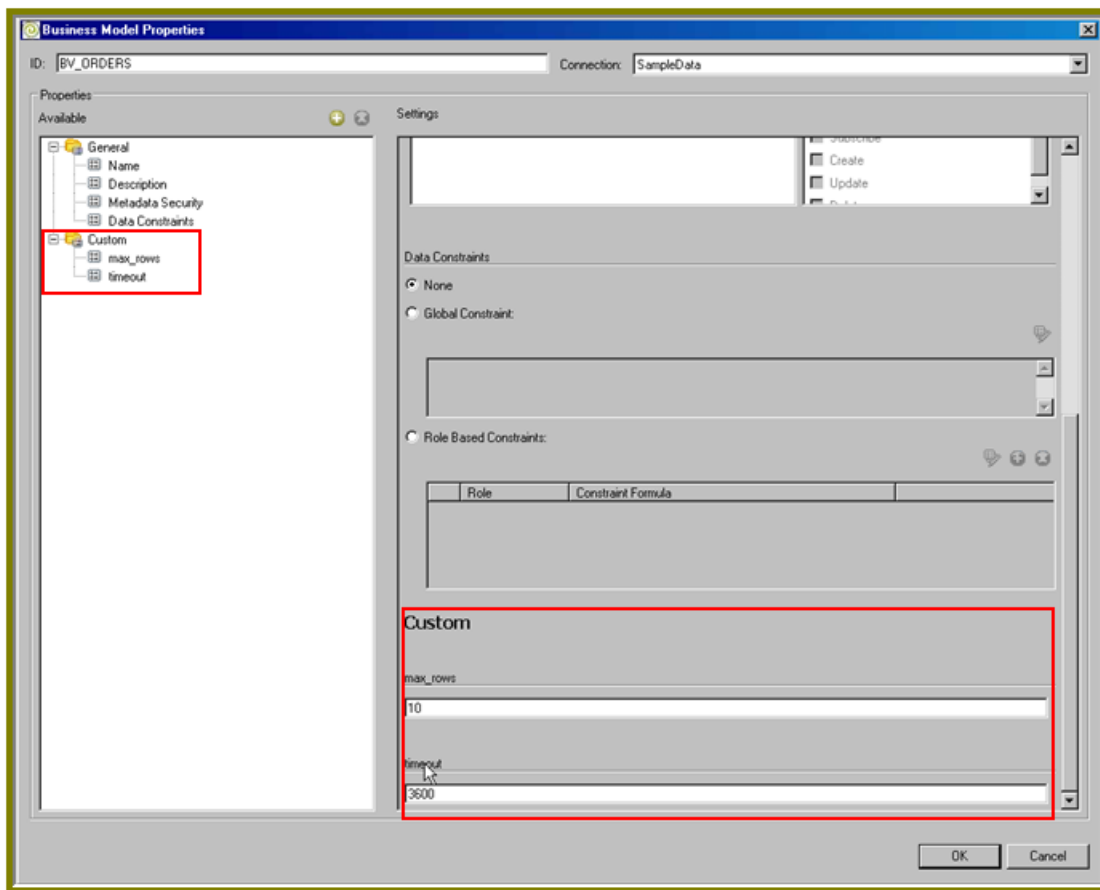 Business Model Properties
ID: BV_ORDERS Connection: SampleData
Properties
Available
Settings
General
Name
Description
Metadata Security
Data Constraints
Custom
max_rows
timeout
Create
Update
Data Constraints
None
Global Constraint:
Role Based Constraints:
Role Constraint Formula
Custom
max_rows
10
timeout
3600
OK Cancel